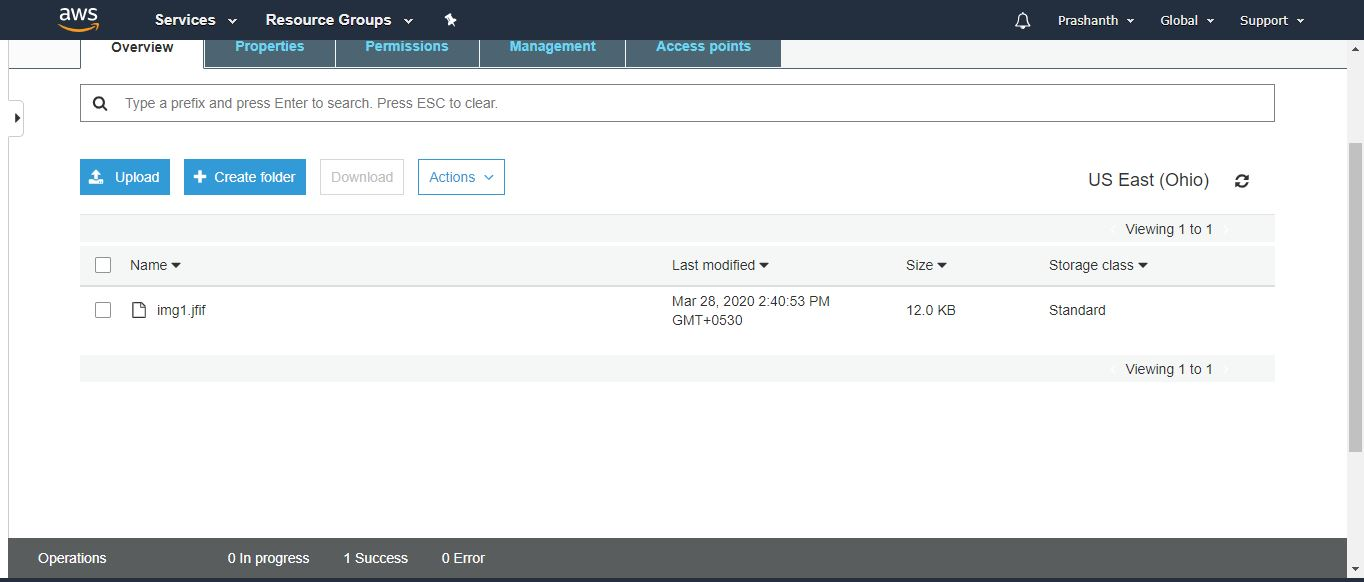 aws Services Resource Groups Prashanth Global Support
Overview Properties Permissions Management Access points
Type a prefix and press Enter to search. Press ESC to clear.
Upload Create folder Download Actions US East (Ohio)
Viewing 1 to 1
Name Last modified Size Storage class
img1.jfif Mar 28, 2020 2:40:53 PM 12.0 KB Standard
GMT+0530
Viewing 1 to 1
Operations 0 In progress 1 Success 0 Error